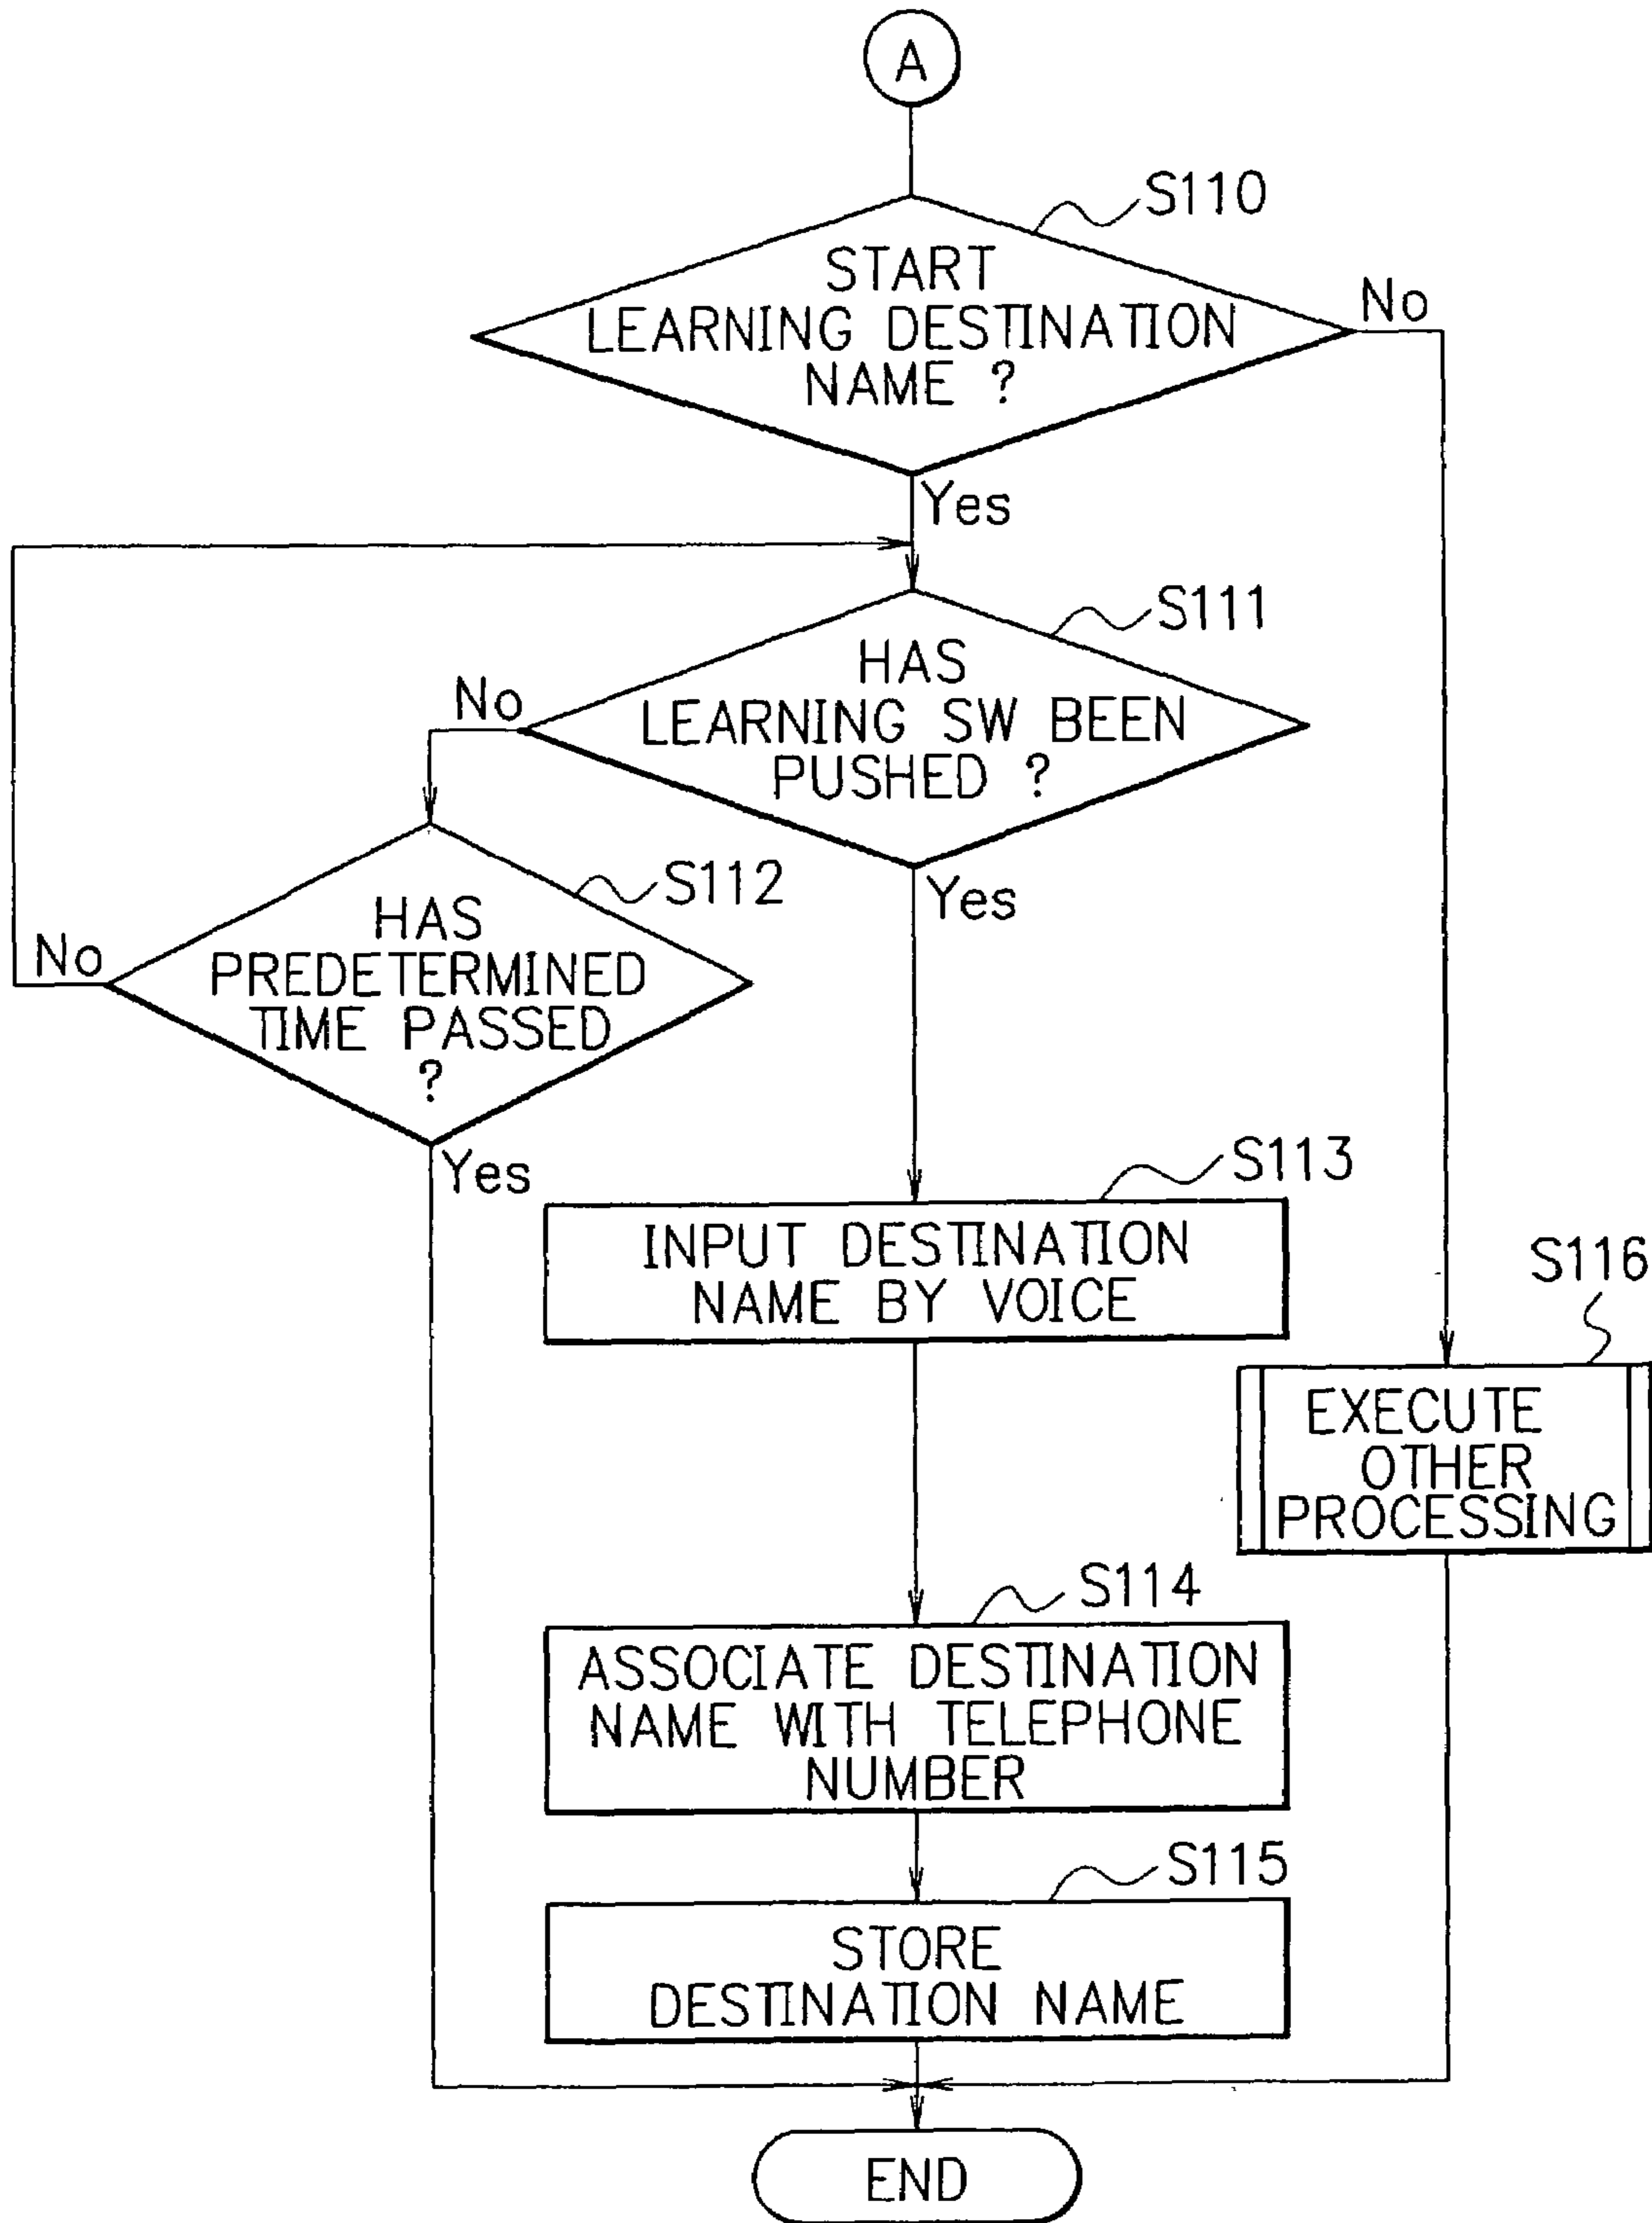 A
S110
START
LEARNING DESTINATION
NAME ?
No
Yes
S111
HAS
LEARNING SW BEEN
PUSHED ?
No
Yes
S112
HAS
PREDETERMINED
TIME PASSED
?
No
Yes
S113
INPUT DESTINATION
NAME BY VOICE
S116
EXECUTE
OTHER
PROCESSING
S114
ASSOCIATE DESTINATION
NAME WITH TELEPHONE
NUMBER
S115
STORE
DESTINATION NAME
END